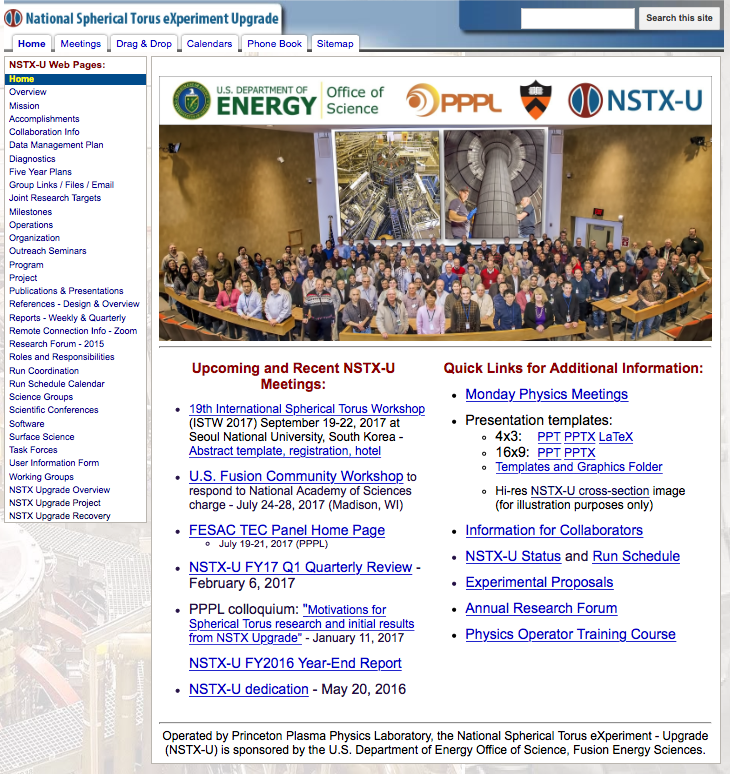 National Spherical Torus eXperiment Upgrade
Search this site
Home
Meetings
Drag & Drop
Calendars
Phone Book
Sitemap
NSTX-U Web Pages:
Home
Overview
Mission
Accomplishments
Collaboration Info
Data Management Plan
Diagnostics
Five Year Plans
Group Links / Files / Email
Joint Research Targets
Milestones
Operations
Organization
Outreach Seminars
Program
Project
Publications & Presentations
References - Design & Overview
Reports - Weekly & Quarterly
Remote Connection Info - Zoom
Research Forum - 2015
Roles and Responsibilities
Run Coordination
Run Schedule Calendar
Science Groups
Scientific Conferences
Software
Surface Science
Task Forces
User Information Form
Working Groups
NSTX Upgrade Overview
NSTX Upgrade Project
NSTX Upgrade Recovery
U.S. DEPARTMENT OF
ENERGY
Office of
Science
PPPL
NSTX-U
Upcoming and Recent NSTX-U
Meetings:
19th International Spherical Torus Workshop
(ISTW 2017) September 19-22, 2017 at
Seoul National University, South Korea -
Abstract template, registration, hotel
U.S. Fusion Community Workshop to
respond to National Academy of Sciences
charge - July 24-28, 2017 (Madison, WI)
FESAC TEC Panel Home Page
July 19-21, 2017 (PPPL)
NSTX-U FY17 Q1 Quarterly Review -
February 6, 2017
PPPL colloquium: "Motivations for
Spherical Torus research and initial results
from NSTX Upgrade" - January 11, 2017
NSTX-U FY2016 Year-End Report
NSTX-U dedication - May 20, 2016
Quick Links for Additional Information:
Monday Physics Meetings
Presentation templates:
4x3: PPT PPTX LaTeX
16x9: PPT PPTX
Templates and Graphics Folder
Hi-res NSTX-U cross-section image
(for illustration purposes only)
Information for Collaborators
NSTX-U Status and Run Schedule
Experimental Proposals
Annual Research Forum
Physics Operator Training Course
Operated by Princeton Plasma Physics Laboratory, the National Spherical Torus eXperiment - Upgrade
(NSTX-U) is sponsored by the U.S. Department of Energy Office of Science, Fusion Energy Sciences.